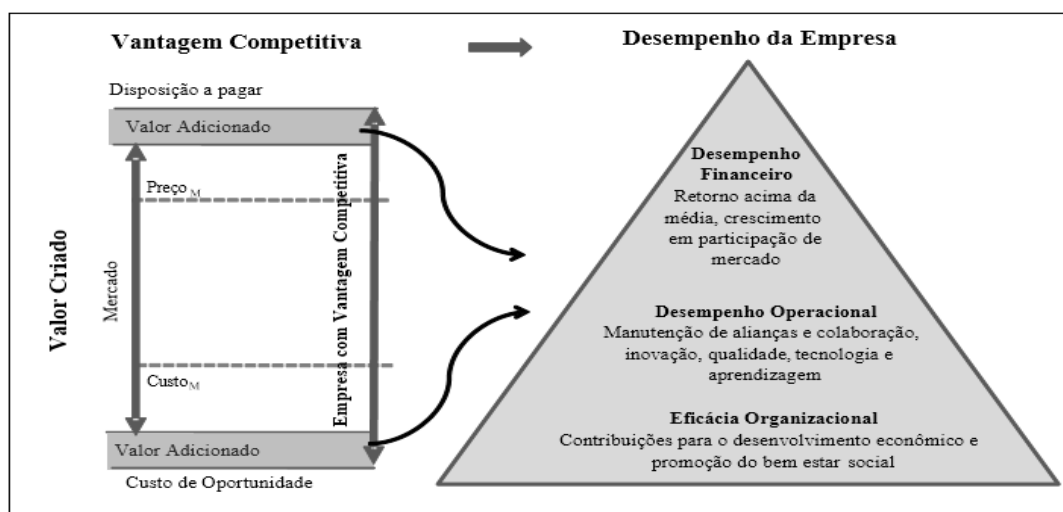 Vantagem Competitiva
Desempenho da Empresa
Disposição a pagar
Valor Adicionado
Preço M
Valor Criado
Mercado
Empresa com Vantagem Competitiva
Custo M
Valor Adicionado
Custo de Oportunidade
Desempenho
Financeiro
Retorno acima da
média, crescimento
em participação de
mercado
Desempenho Operacional
Manutenção de alianças e colaboração,
inovação, qualidade, tecnologia e
aprendizagem
Eficácia Organizacional
Contribuições para o desenvolvimento econômico e
promoção do bem estar social